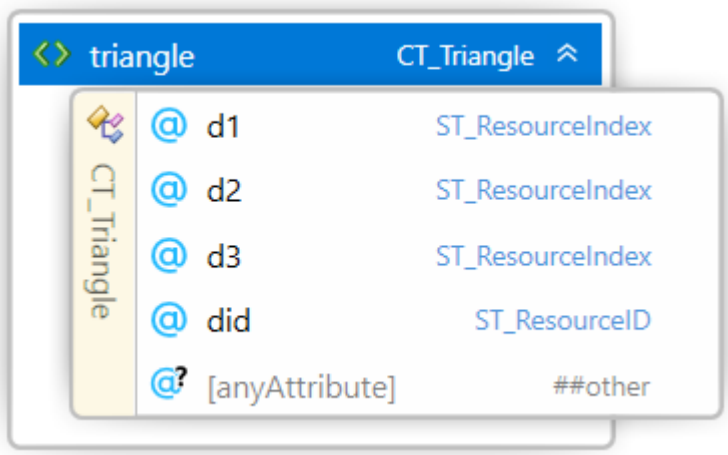 triangle CT_Triangle
CT_Triangle
@ d1 ST_ResourceIndex
@ d2 ST_ResourceIndex
@ d3 ST_ResourceIndex
@ did ST_ResourceID
@? [anyAttribute] ##other